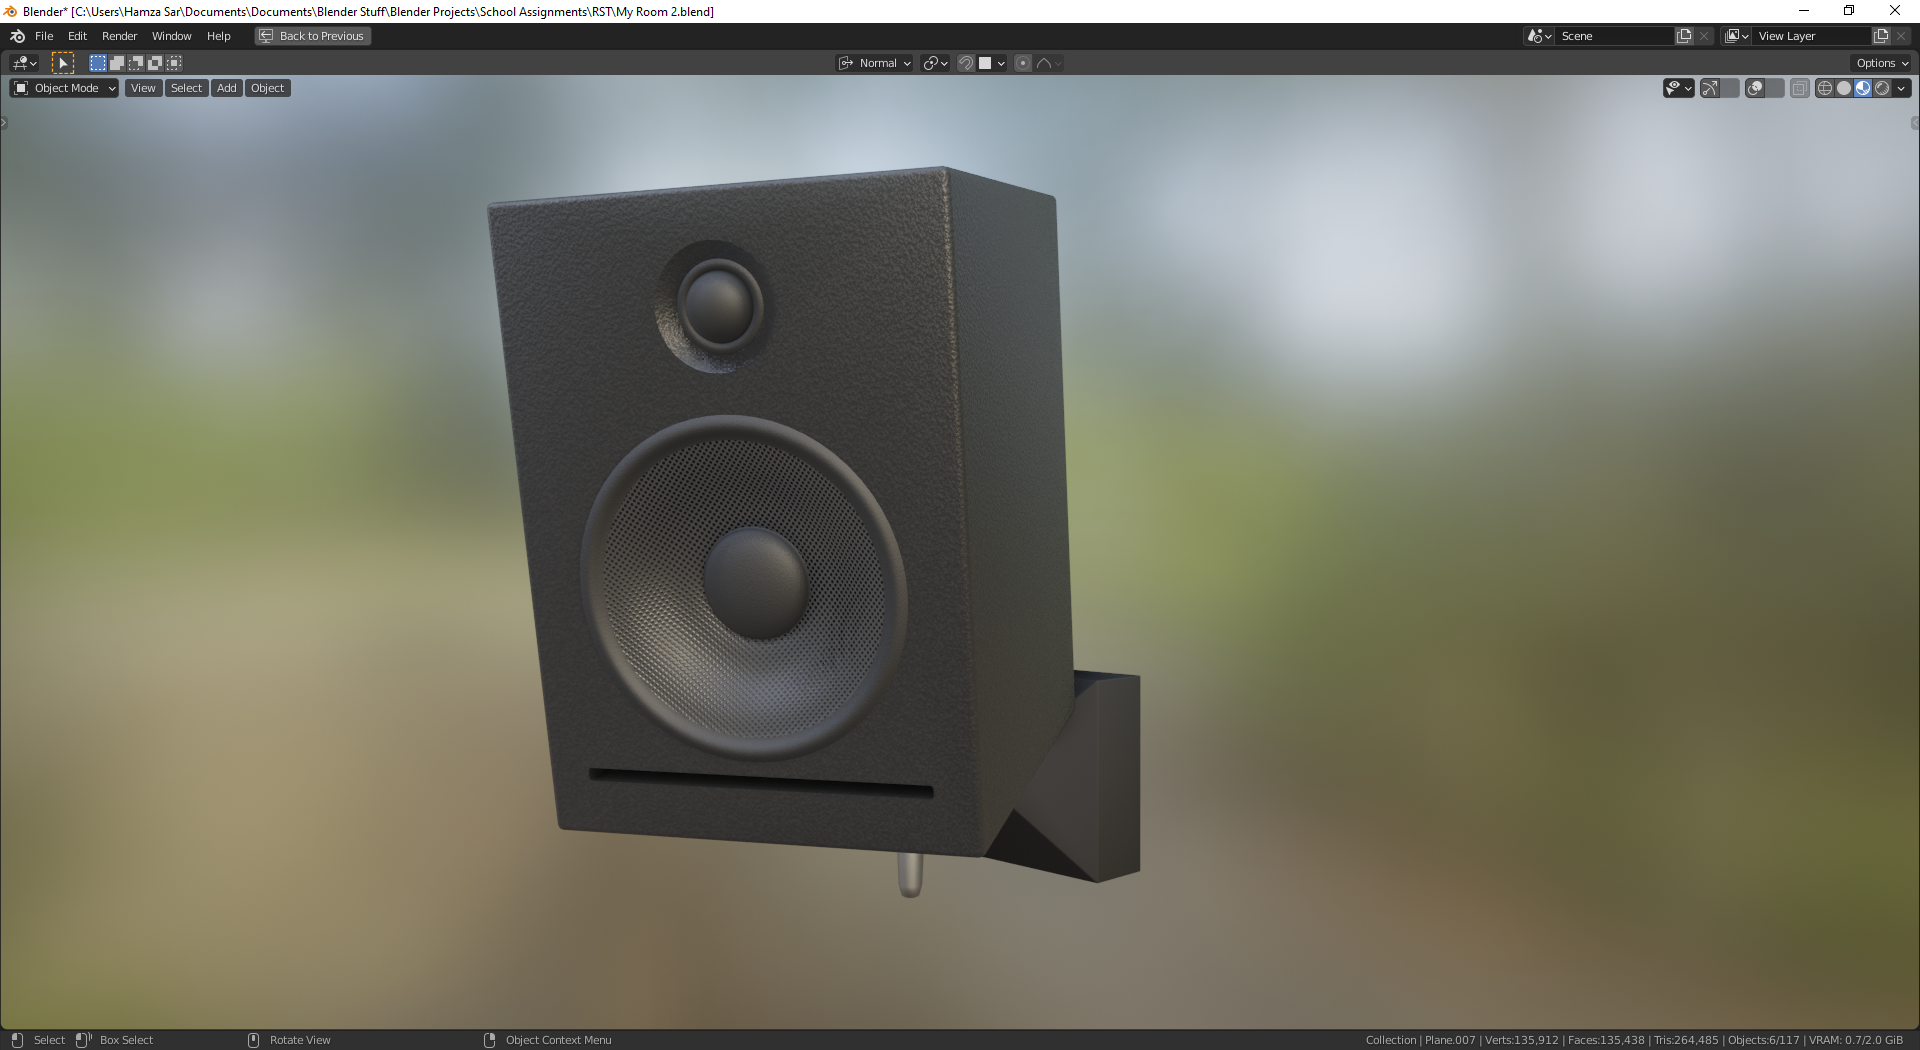 Blender* [C:\Users\Hamza Sar\Documents\Documents\Blender Stuff\Blender Projects\School Assignments\RST\My Room 2.blend]
File Edit Render Window Help Back to Previous Scene View Layer
Normal Options
Object Mode View Select Add Object
Select Box Select Rotate View Object Context Menu Collection | Plane.007 | Verts:135,912 | Faces:135,438 | Tris:264,485 | Objects:6/117 | VRAM: 0.7/2.0 GiB